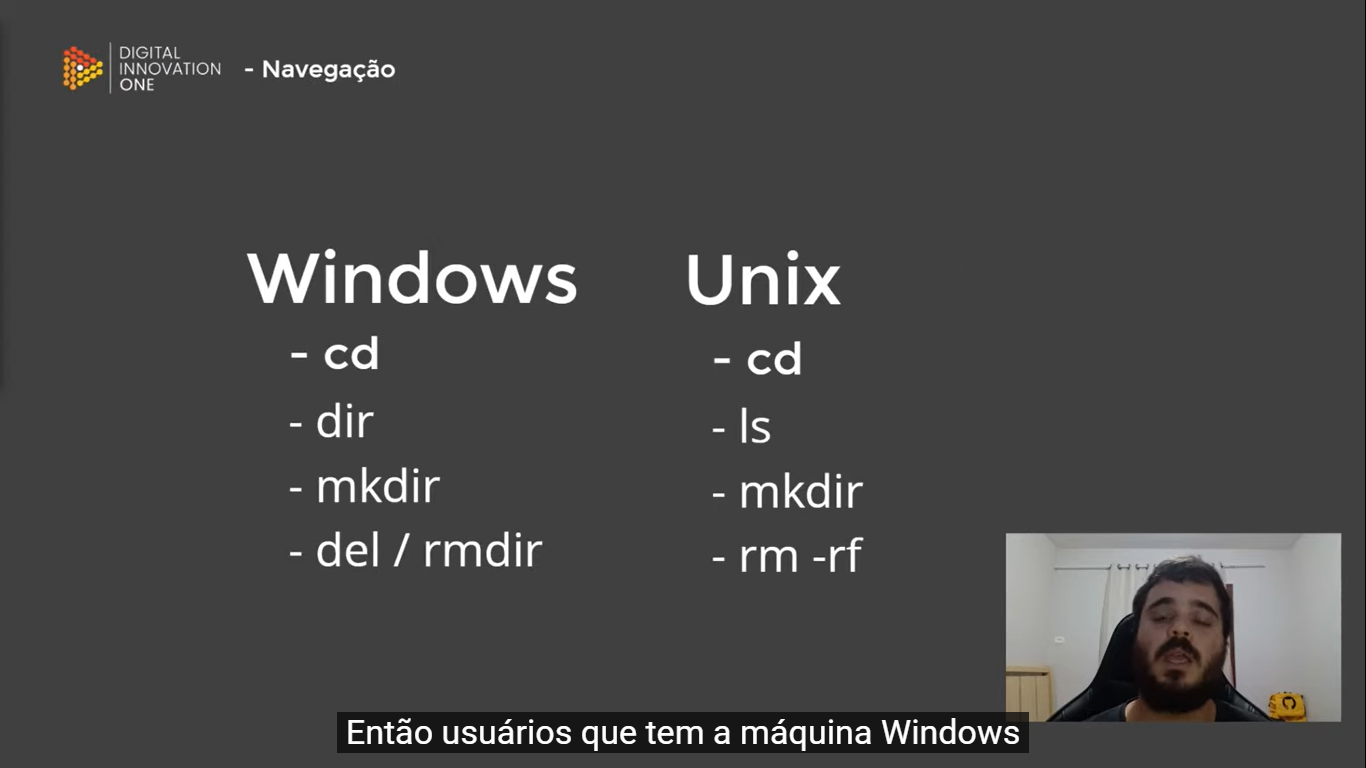 DIGITAL
INNOVATION
ONE
- Navegação
Windows
- cd
- dir
- mkdir
- del / rmdir
Unix
- cd
- ls
- mkdir
- rm -rf
Então usuários que tem a máquina Windows